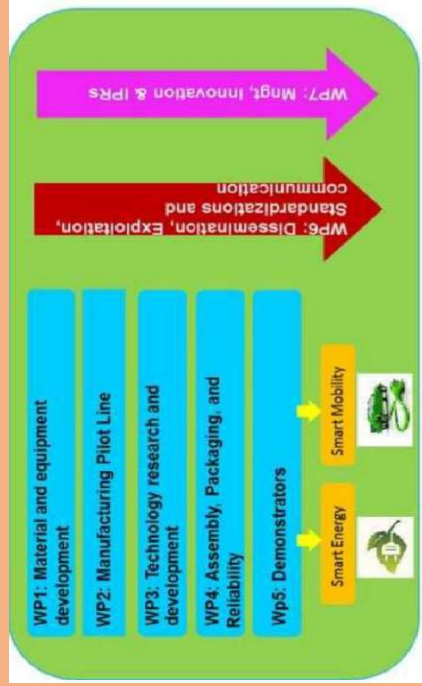 WP1: Material and equipment
development
WP2: Manufacturing Pilot Line
WP3: Technology research and
development
WP4: Assembly, Packaging, and
Reliability
Wp5: Demonstrators
Smart Energy
Smart Mobility
WP6: Dissemination, Exploitation,
Standardizations and
communication
WP7: Mngt, Innovation & IPRs